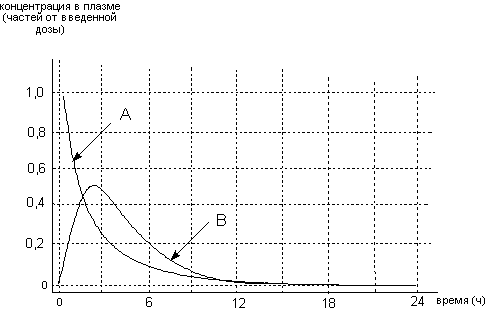 концентрация в плазме
(частей от введенной
дозы)
1,0
A
0,8
0,6
0,4
B
0,2
0
0 6 12 18 24 время (ч)